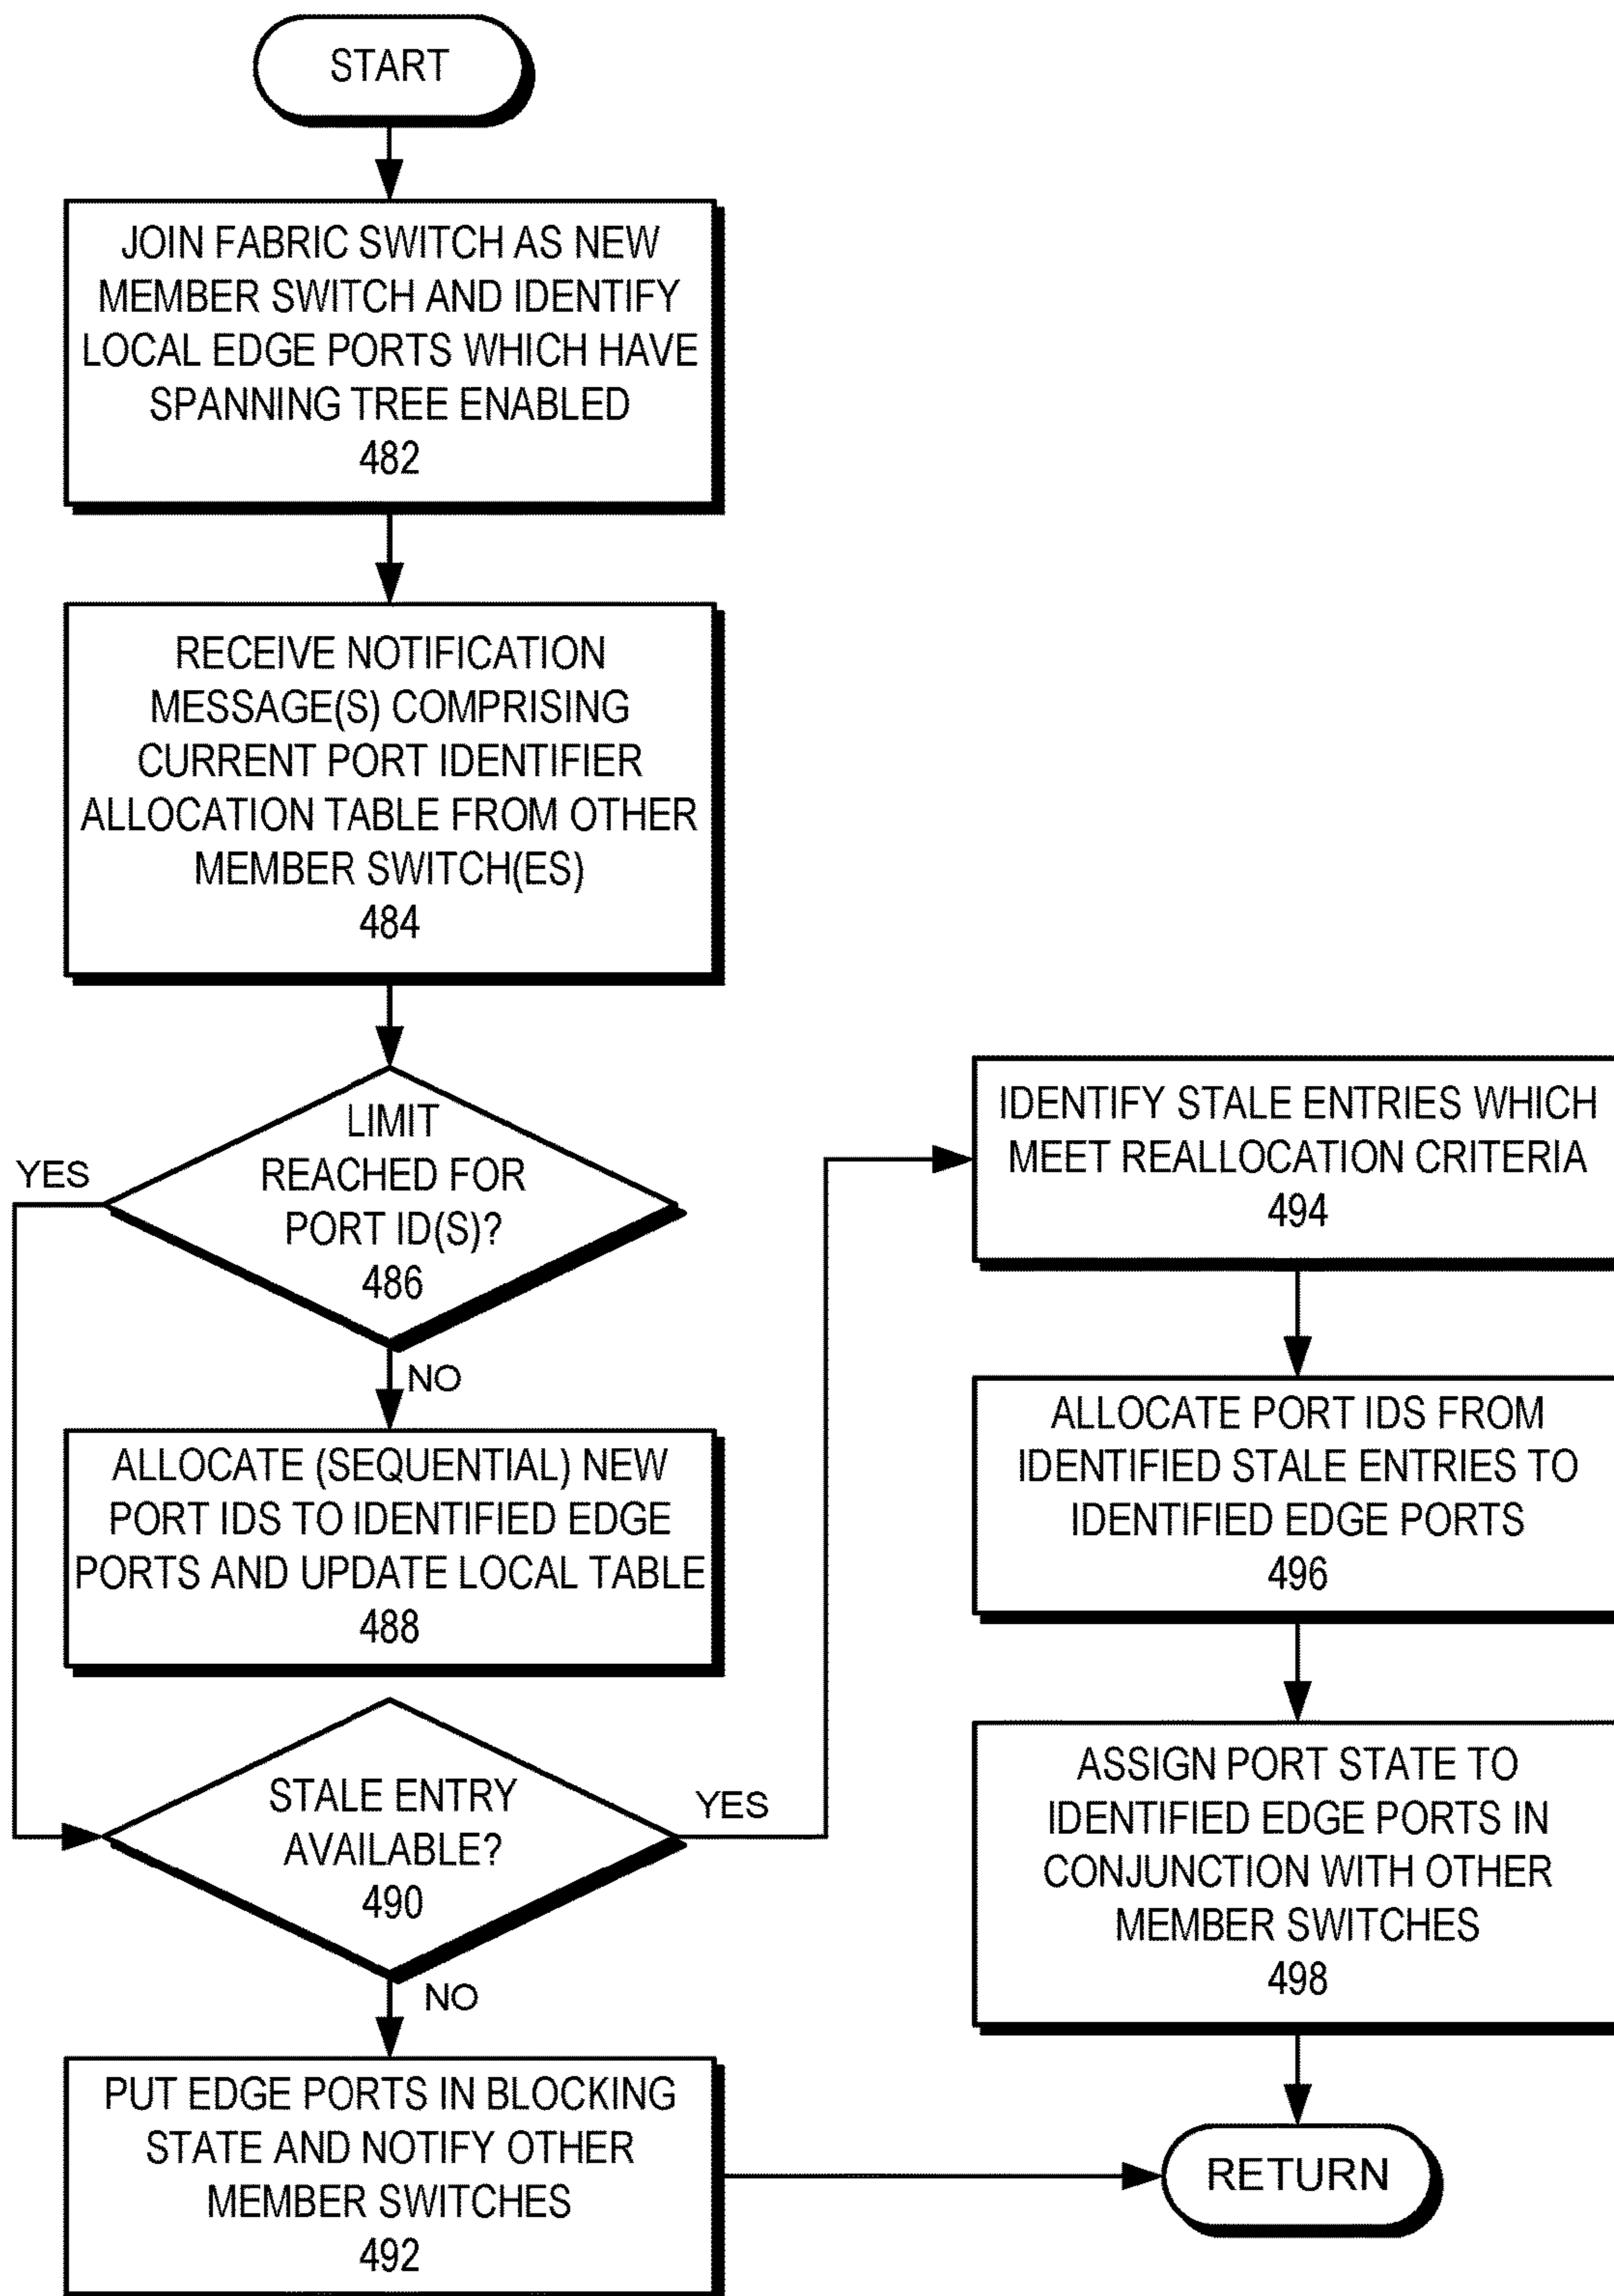 START
JOIN FABRIC SWITCH AS NEW
MEMBER SWITCH AND IDENTIFY
LOCAL EDGE PORTS WHICH HAVE
SPANNING TREE ENABLED
482
RECEIVE NOTIFICATION
MESSAGE(S) COMPRISING
CURRENT PORT IDENTIFIER
ALLOCATION TABLE FROM OTHER
MEMBER SWITCH(ES)
484
LIMIT
REACHED FOR
PORT ID(S)?
486
YES
NO
ALLOCATE (SEQUENTIAL) NEW
PORT IDS TO IDENTIFIED EDGE
PORTS AND UPDATE LOCAL TABLE
488
STALE ENTRY
AVAILABLE?
490
YES
NO
PUT EDGE PORTS IN BLOCKING
STATE AND NOTIFY OTHER
MEMBER SWITCHES
492
IDENTIFY STALE ENTRIES WHICH
MEET REALLOCATION CRITERIA
494
ALLOCATE PORT IDS FROM
IDENTIFIED STALE ENTRIES TO
IDENTIFIED EDGE PORTS
496
ASSIGN PORT STATE TO
IDENTIFIED EDGE PORTS IN
CONJUNCTION WITH OTHER
MEMBER SWITCHES
498
RETURN